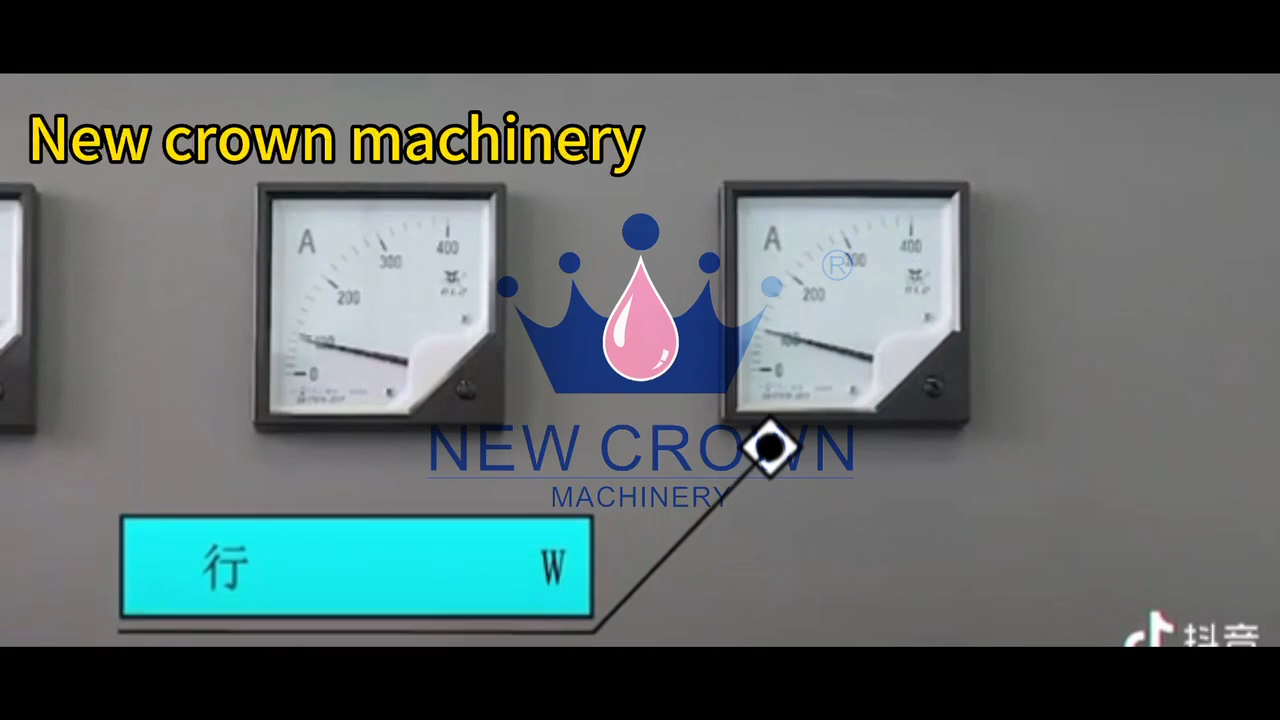 New crown machinery
A
200
300
400
100
0
A
200
300
400
100
0
®
NEW CROWN
MACHINERY
行 W
抖音